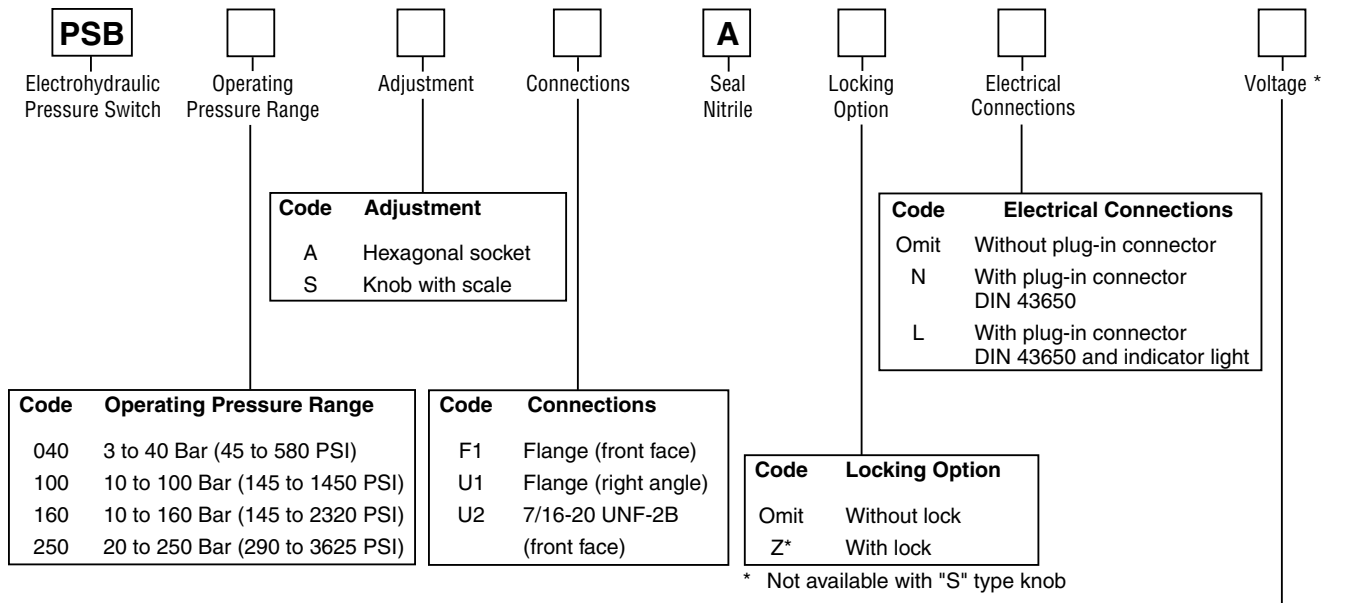 PSB
A
Electrohydraulic
Pressure Switch
Operating
Pressure Range
Adjustment
Connections
Seal
Nitrile
Locking
Option
Electrical
Connections
Voltage *
Code Adjustment
A Hexagonal socket
S Knob with scale
Code Electrical Connections
Omit Without plug-in connector
N With plug-in connector
DIN 43650
L With plug-in connector
DIN 43650 and indicator light
Code Operating Pressure Range
040 3 to 40 Bar (45 to 580 PSI)
100 10 to 100 Bar (145 to 1450 PSI)
160 10 to 160 Bar (145 to 2320 PSI)
250 20 to 250 Bar (290 to 3625 PSI)
Code Connections
F1 Flange (front face)
U1 Flange (right angle)
U2 7/16-20 UNF-2B
(front face)
Code Locking Option
Omit Without lock
Z* With lock
* Not available with "S" type knob